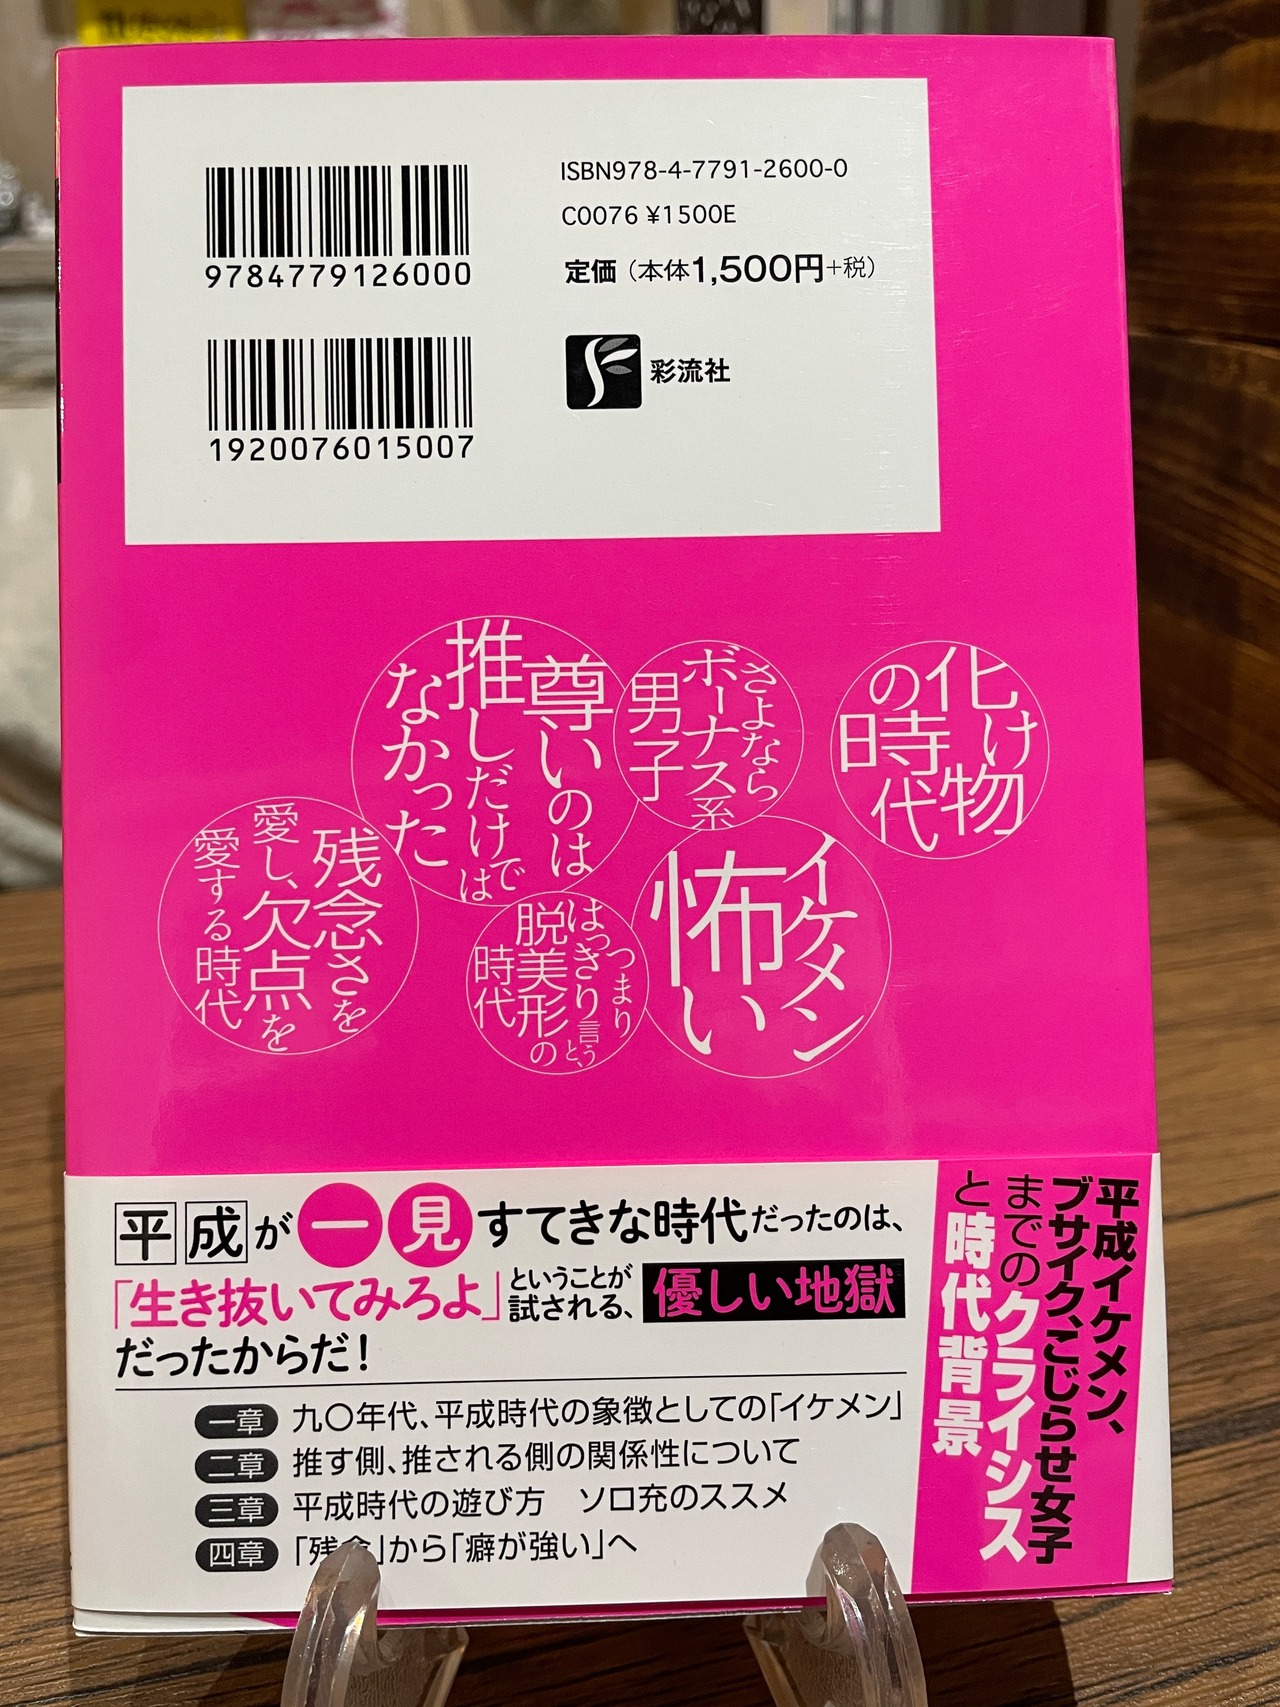 9784779126000
1920076015007
ISBN978-4-7791-2600-0
C0076 ¥1500E
定価（本体1,500円+税）
彩流社
化け物
の時代
さよなら
ボーナス系
男子
尊いのは
推しだけでは
なかった
イケメン
怖い
つまり
はっきり言うと、
脱美形の
時代
残念さを
愛し、欠点を
愛する時代
平成イケメン、
ブサイク、こじらせ女子
までのクライシス
と時代背景
平成が一見すてきな時代だったのは、
「生き抜いてみろよ」ということが
試される、優しい地獄
だったからだ!
一章 九〇年代、平成時代の象徴としての「イケメン」
二章 推す側、推される側の関係性について
三章 平成時代の遊び方　ソロ充のススメ
四章 「残念」から「癖が強い」へ